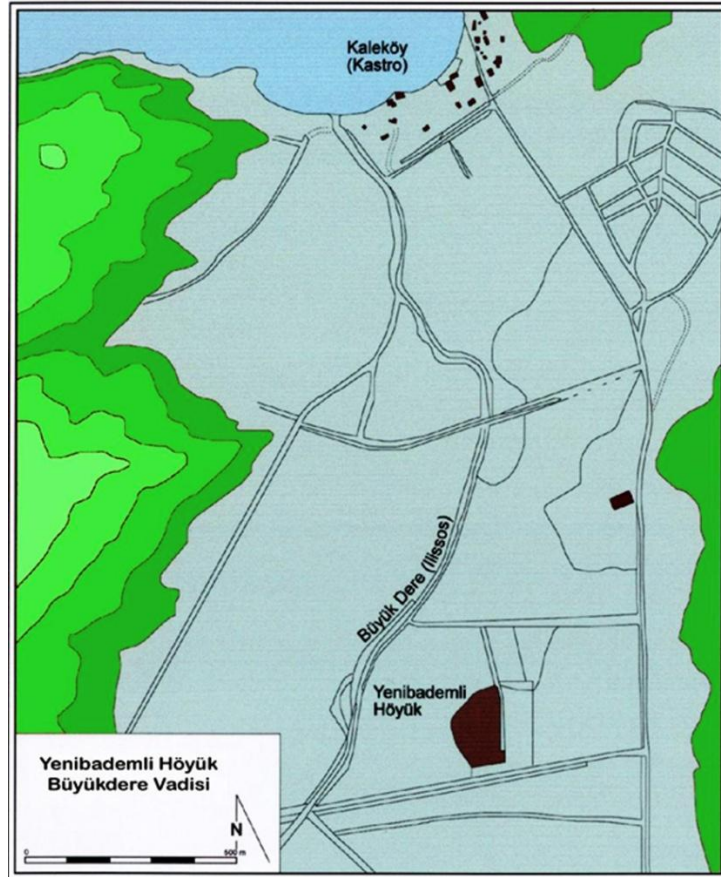 Kaleköy
(Kastro)
Büyük Dere (Ilissos)
Yenibademli
Höyük
Yenibademli Höyük
Büyükdere Vadisi
N
0
500 m